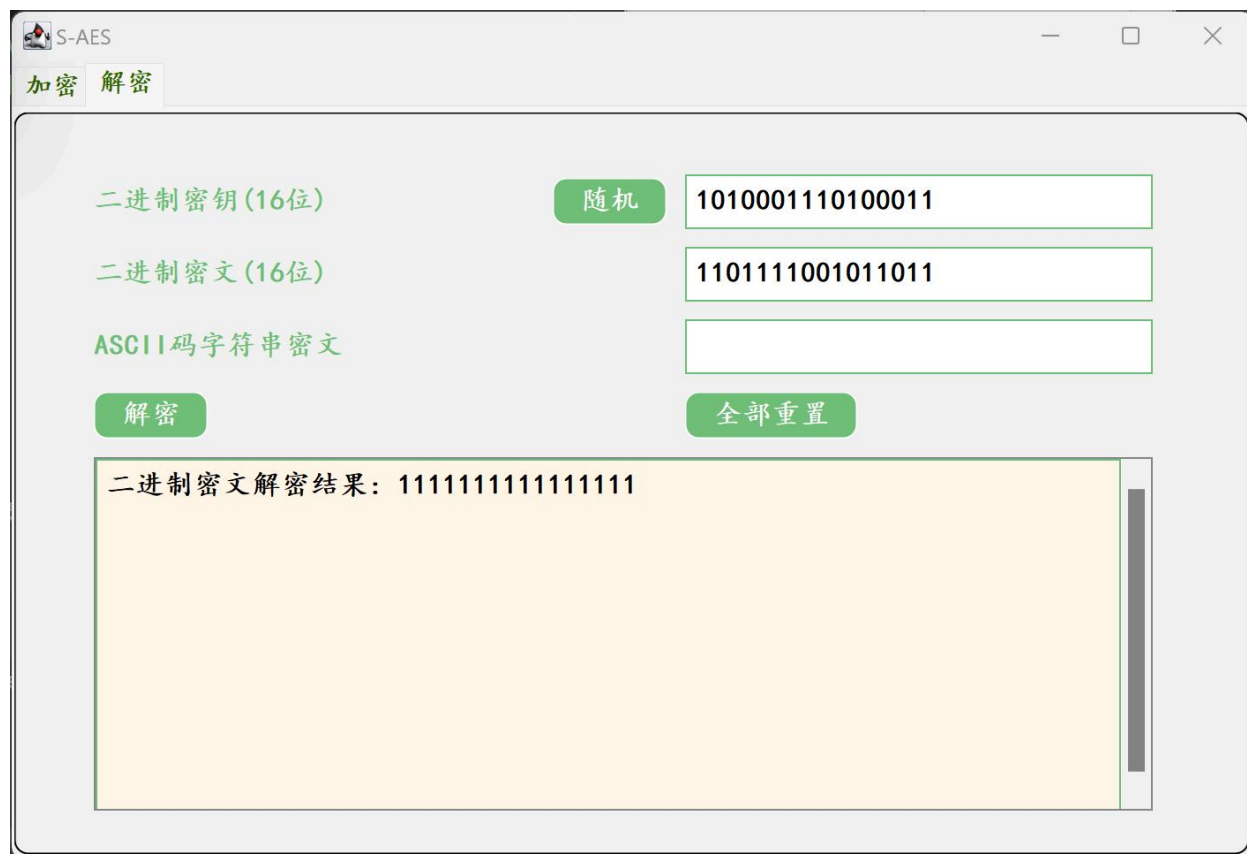 S-AES
加密 解密
二进制密钥(16位) 随机 1010001110100011
二进制密文(16位) 1101111001011011
ASCII码字符串密文
解密 全部重置
二进制密文解密结果: 1111111111111111